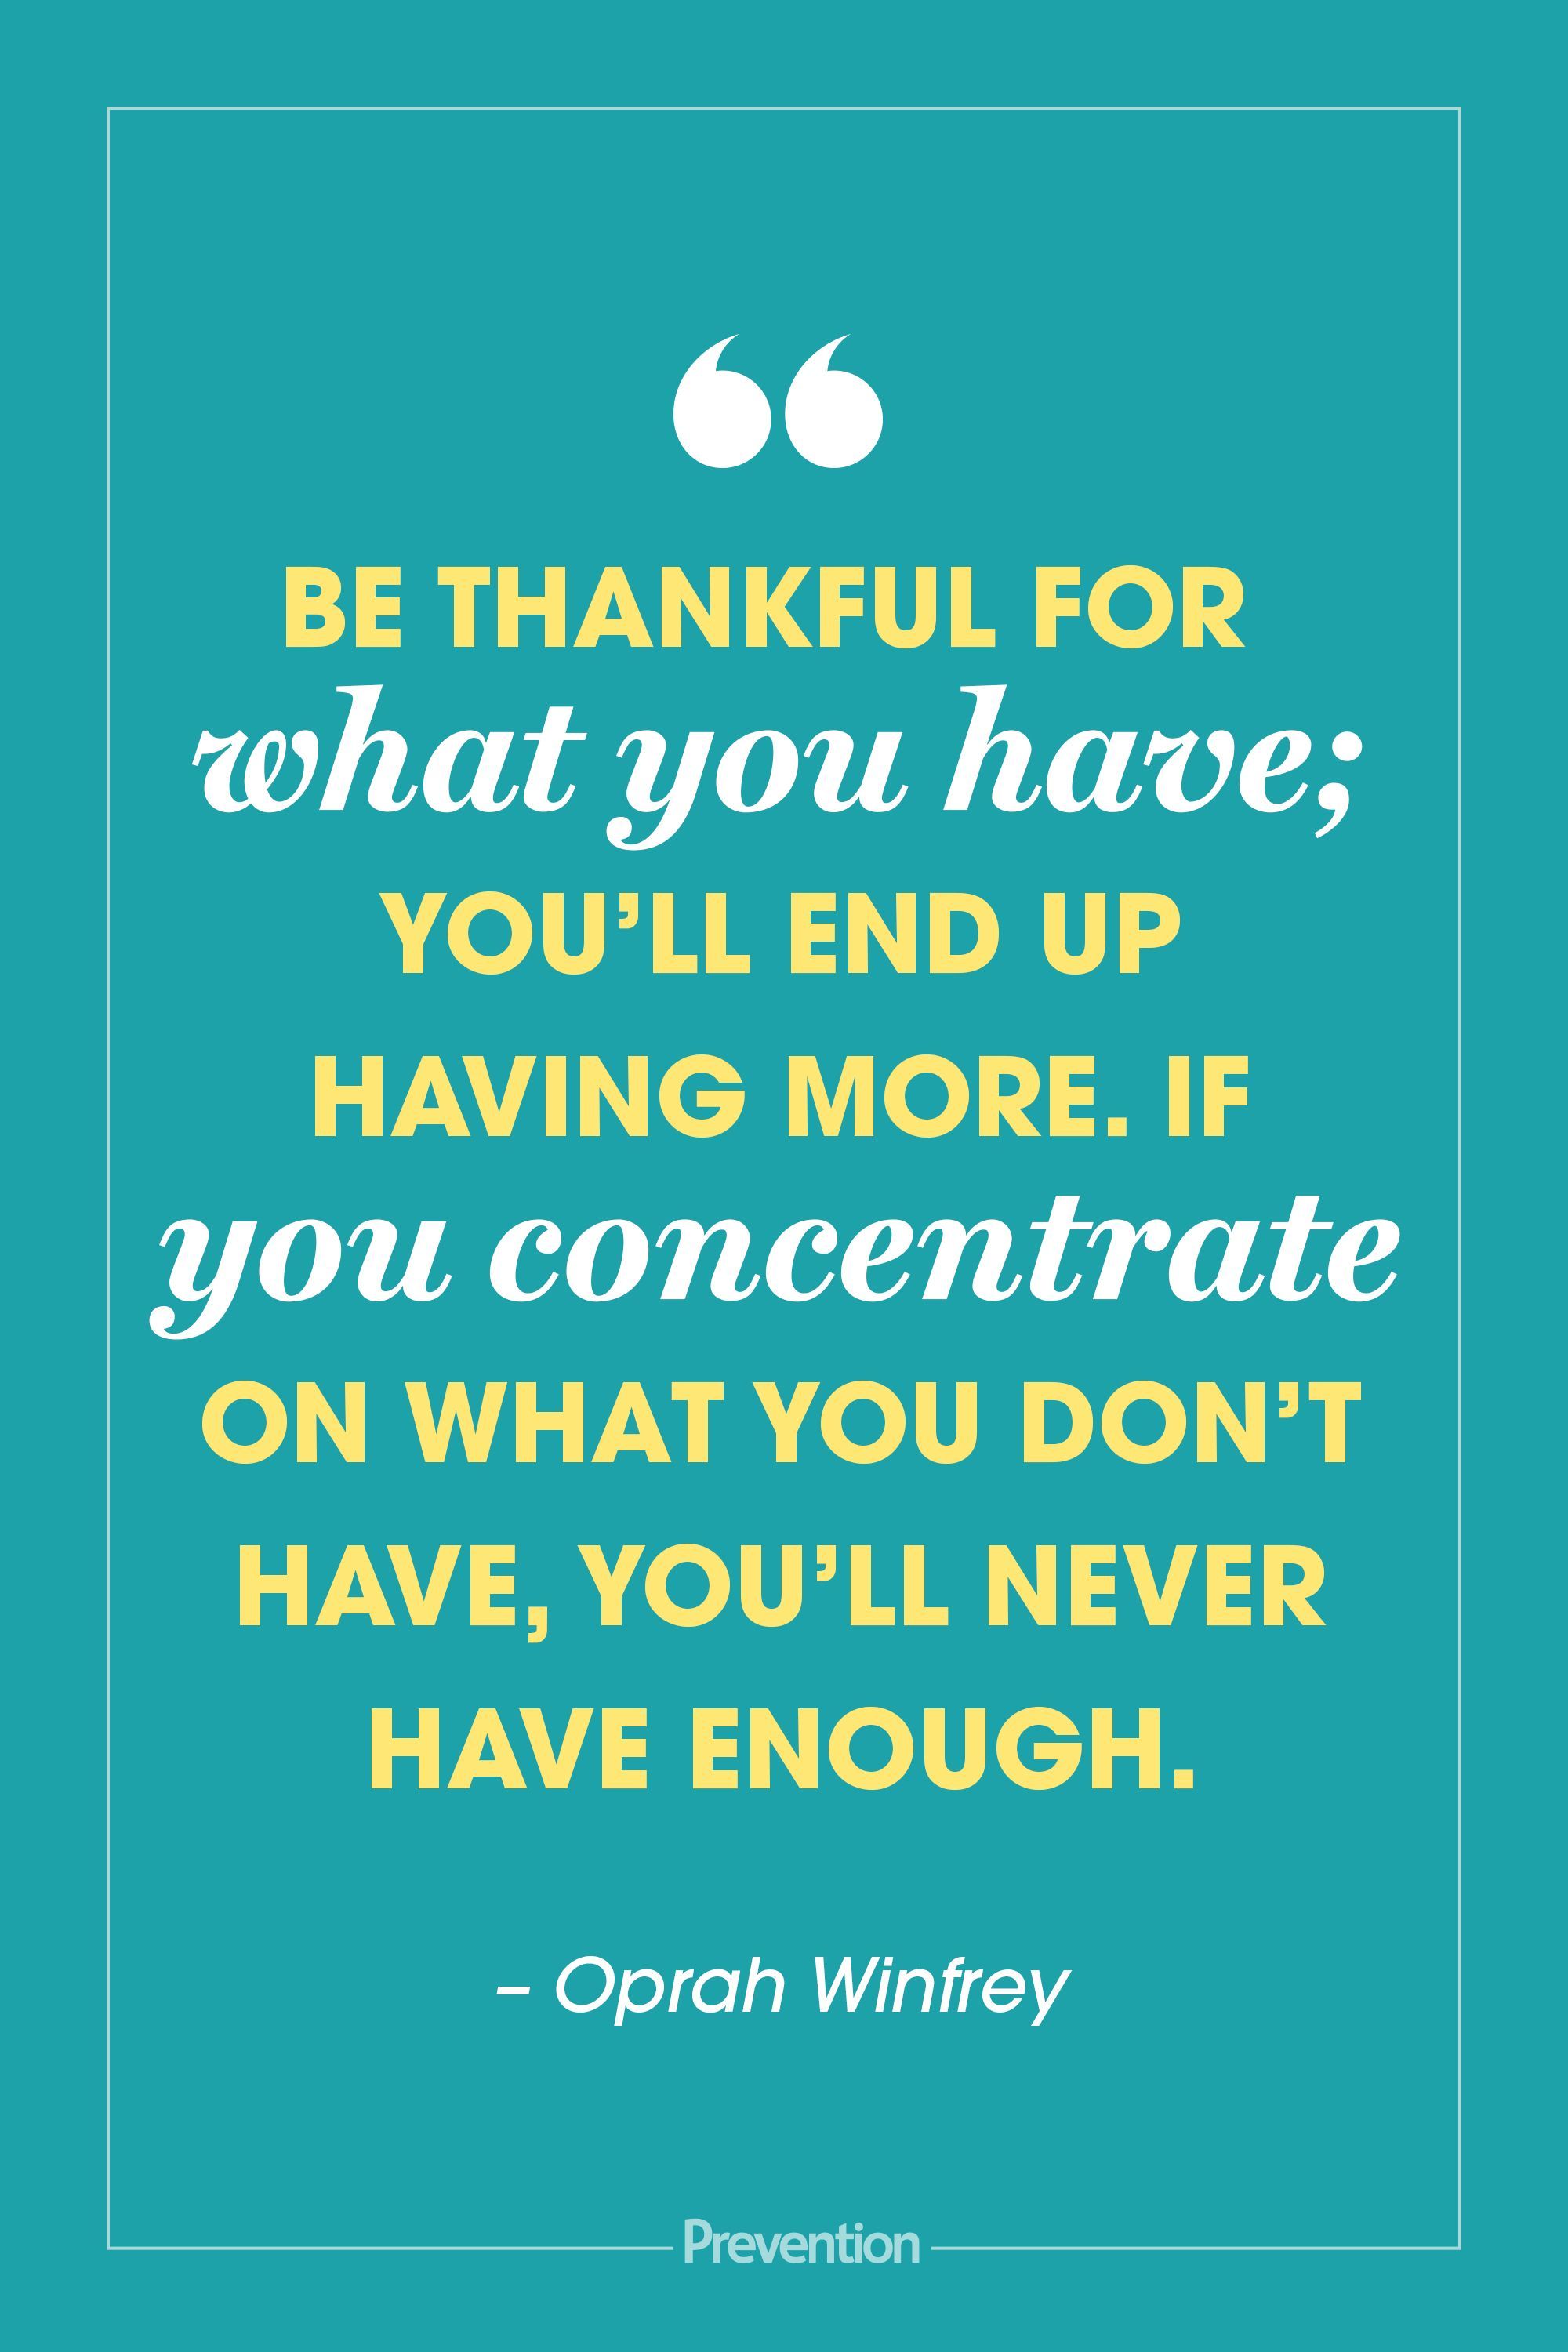 “
BE THANKFUL FOR
what you have;
YOU’LL END UP
HAVING MORE. IF
you concentrate
ON WHAT YOU DON’T
HAVE, YOU’LL NEVER
HAVE ENOUGH.
– Oprah Winfrey
Prevention